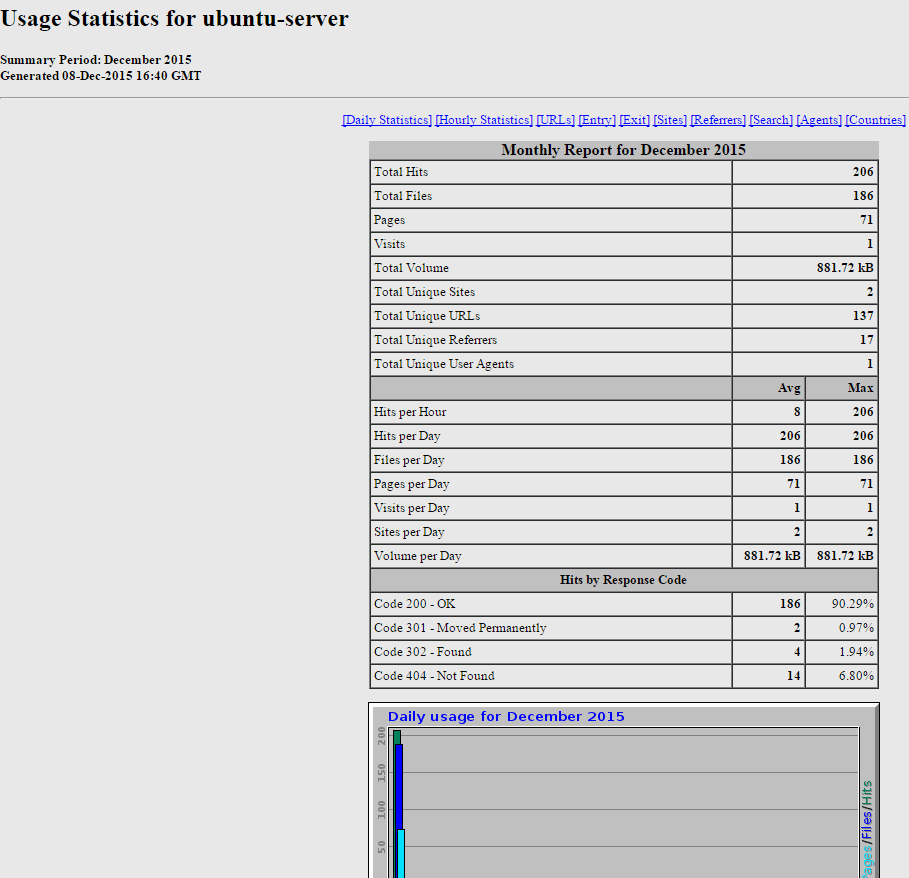 Usage Statistics for ubuntu-server
Summary Period: December 2015
Generated 08-Dec-2015 16:40 GMT
[Daily Statistics] [Hourly Statistics] [URLs] [Entry] [Exit] [Sites] [Referrers] [Search] [Agents] [Countries]
Monthly Report for December 2015
Total Hits 206
Total Files 186
Pages 71
Visits 1
Total Volume 881.72 kB
Total Unique Sites 2
Total Unique URLs 137
Total Unique Referrers 17
Total Unique User Agents 1
Avg Max
Hits per Hour 8 206
Hits per Day 206 206
Files per Day 186 186
Pages per Day 71 71
Visits per Day 1 1
Sites per Day 2 2
Volume per Day 881.72 kB 881.72 kB
Hits by Response Code
Code 200 - OK 186 90.29%
Code 301 - Moved Permanently 2 0.97%
Code 302 - Found 4 1.94%
Code 404 - Not Found 14 6.80%
Daily usage for December 2015
200
150
100
50
ages/Files/Hits